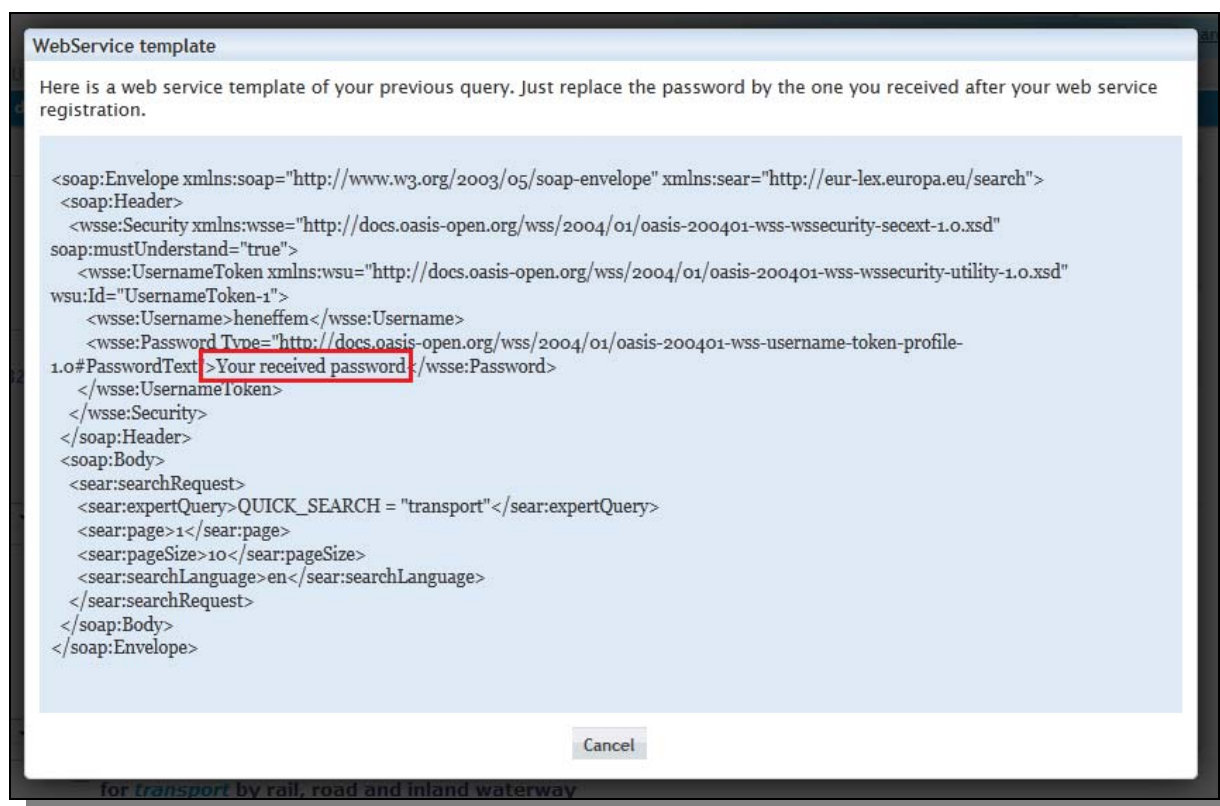 WebService template
Here is a web service template of your previous query. Just replace the password by the one you received after your web service
registration.
<soap:Envelope xmlns:soap="http://www.w3.org/2003/05/soap-envelope" xmlns:sear="http://eur-lex.europa.eu/search">
<soap:Header>
<wsse:Security xmlns:wsse="http://docs.oasis-open.org/wss/2004/01/oasis-200401-wss-wssecurity-secext-1.0.xsd"
soap:mustUnderstand="true">
<wsse:UsernameToken xmlns:wsu="http://docs.oasis-open.org/wss/2004/01/oasis-200401-wss-wssecurity-utility-1.0.xsd"
wsu:Id="UsernameToken-1">
<wsse:Username>heneffem</wsse:Username>
<wsse:Password Type="http://docs.oasis-open.org/wss/2004/01/oasis-200401-wss-username-token-profile-
1.0#PasswordText">Your received password</wsse:Password>
</wsse:UsernameToken>
</wsse:Security>
</soap:Header>
<soap:Body>
<sear:searchRequest>
<sear:expertQuery>QUICK_SEARCH = "transport"</sear:expertQuery>
<sear:page>1</sear:page>
<sear:pageSize>10</sear:pageSize>
<sear:searchLanguage>en</sear:searchLanguage>
</sear:searchRequest>
</soap:Body>
</soap:Envelope>
Cancel
for transport by rail, road and inland waterway